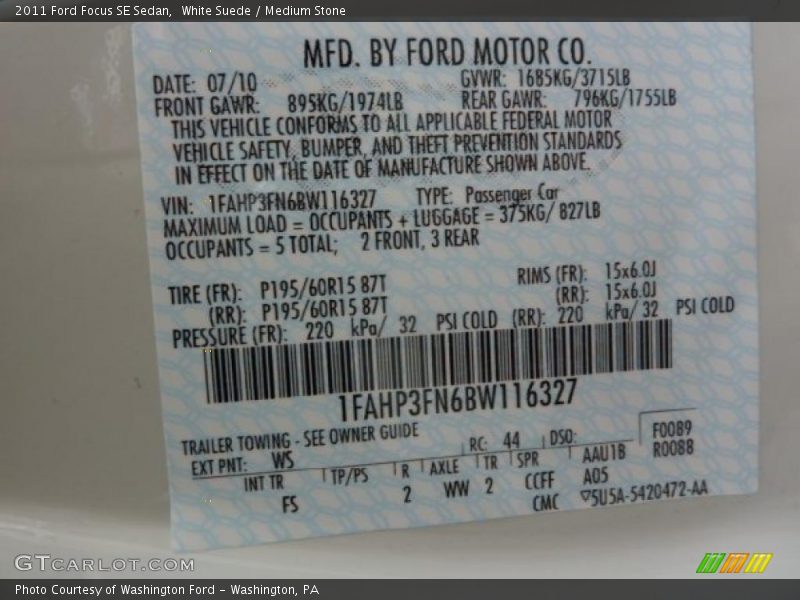 2011 Ford Focus SE Sedan,  White Suede / Medium Stone
MFD. BY FORD MOTOR CO.
DATE: 07/10 GVWR: 1685KG/3715LB
FRONT GAWR: 895KG/1974LB REAR GAWR: 796KG/1755LB
THIS VEHICLE CONFORMS TO ALL APPLICABLE FEDERAL MOTOR
VEHICLE SAFETY, BUMPER, AND THEFT PREVENTION STANDARDS
IN EFFECT ON THE DATE OF MANUFACTURE SHOWN ABOVE.
VIN: 1FAHP3FN6BW116327 TYPE: Passenger Car
MAXIMUM LOAD = OCCUPANTS + LUGGAGE = 375KG/ 827LB
OCCUPANTS = 5 TOTAL; 2 FRONT, 3 REAR
TIRE (FR): P195/60R15 87T RIMS (FR): 15x6.0J
(RR): P195/60R15 87T (RR): 15x6.0J
PRESSURE (FR): 220 kPa/ 32 PSI COLD (RR): 220 kPa/ 32 PSI COLD
1FAHP3FN6BW116327
TRAILER TOWING - SEE OWNER GUIDE
EXT PNT: WS RC: 44 DSO: F0089
R0088
INT TR TP/PS R AXLE TR SPR AAU1B
FS 2 WW 2 CCFF A05
CMC ▽5U5A-5420472-AA
GTCARLOT.COM
Photo Courtesy of Washington Ford - Washington, PA